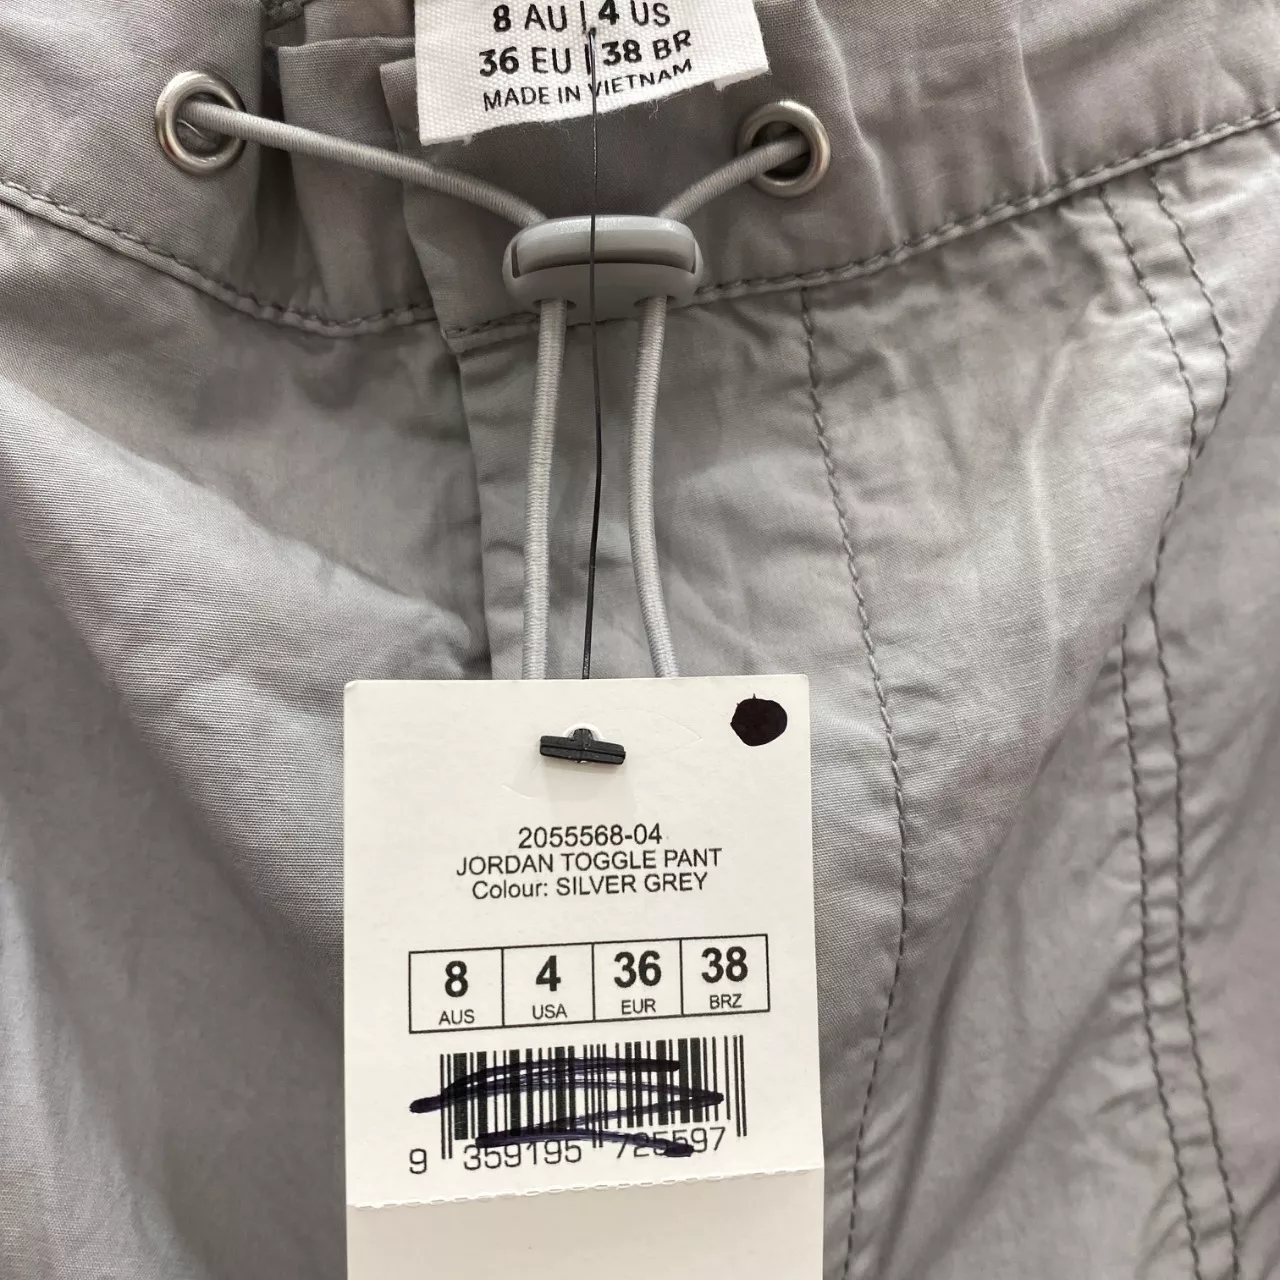 8 AU | 4 US
36 EU | 38 BR
MADE IN VIETNAM
2055568-04
JORDAN TOGGLE PANT
Colour: SILVER GREY
8 4 36 38
AUS USA EUR BRZ
9 359195 725597